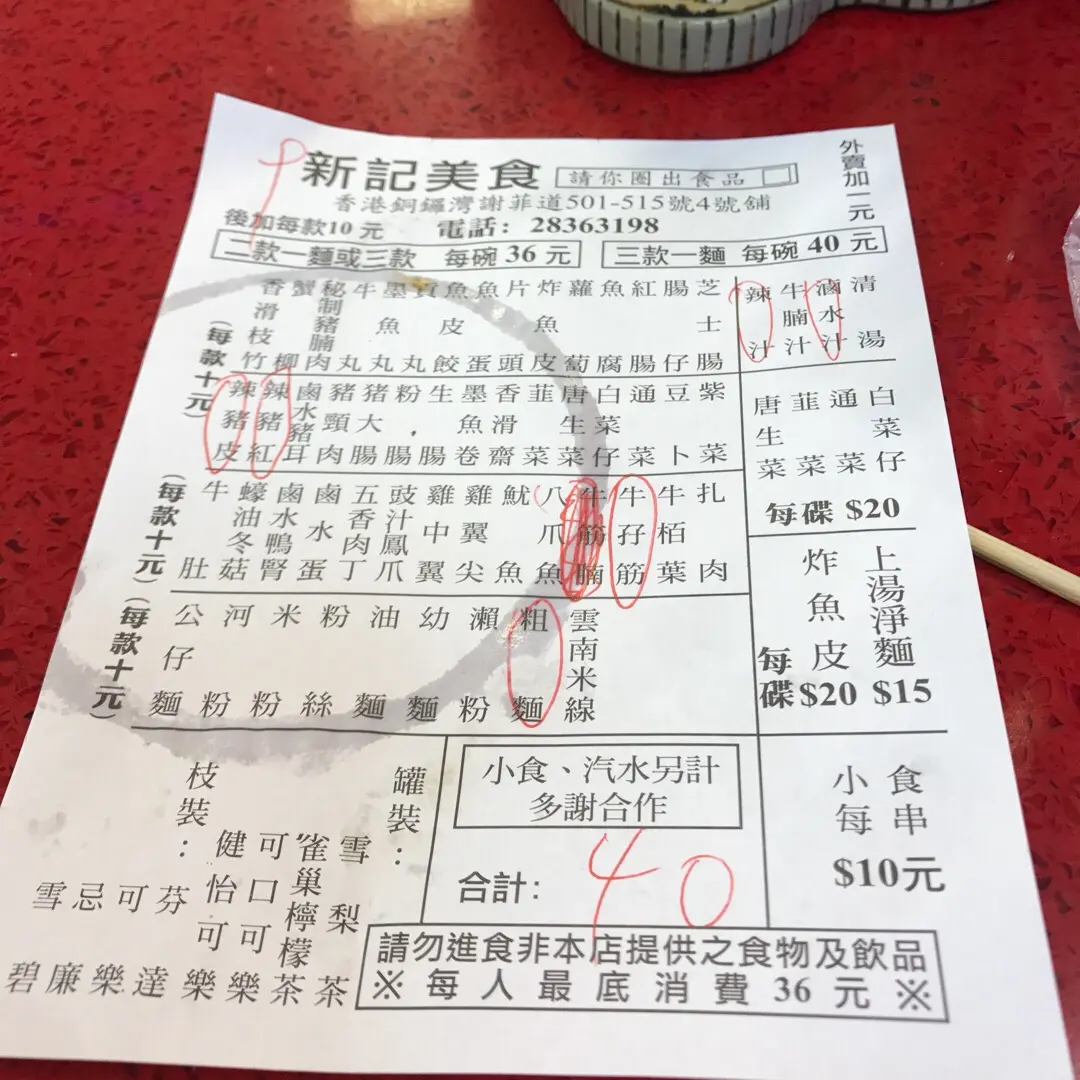 新記美食
請你圈出食品
外賣加一元
香港銅鑼灣謝菲道501-515號4號舖
後加每款10元
電話：28363198
二款一麵或三款 每碗36元
三款一麵 每碗40元
清湯
滷水汁
牛腩汁
辣汁
(每款十元)
芝士腸
腸仔
紅腸
魚腐
蘿葡
炸魚皮
片頭
魚蛋
魚皮餃
貢丸
墨魚丸
牛丸
秘制豬腩肉
蟹柳
香滑枝竹
紫菜
豆卜
通菜
白菜仔
唐生菜
韮菜
香滑齋
墨魚卷
生腸
粉腸
猪大腸
豬頸肉
鹵水豬耳
辣豬紅
辣豬皮
白菜仔
通菜
韮菜
唐生菜
每碟 $20
(每款十元)
扎肉
牛栢葉
牛孖筋
牛筋腩
八爪魚
魷魚
雞翼尖
雞中翼
豉汁鳳爪
五香肉丁
鹵水蛋
鹵水鴨腎
蠔油冬菇
牛肚
上湯淨麵 $15
炸魚皮 每碟 $20
(每款十元)
雲南米線
粗麵
瀨粉
幼麵
油麵
粉絲
米粉
河粉
公仔麵
小食、汽水另計
多謝合作
合計： 40
小食
每串
$10元
罐裝：
雪梨茶
雀巢檸檬茶
可口可樂
健怡可樂
枝裝：
芬達
可樂
忌廉
雪碧
請勿進食非本店提供之食物及飲品
※每人最底消費36元※